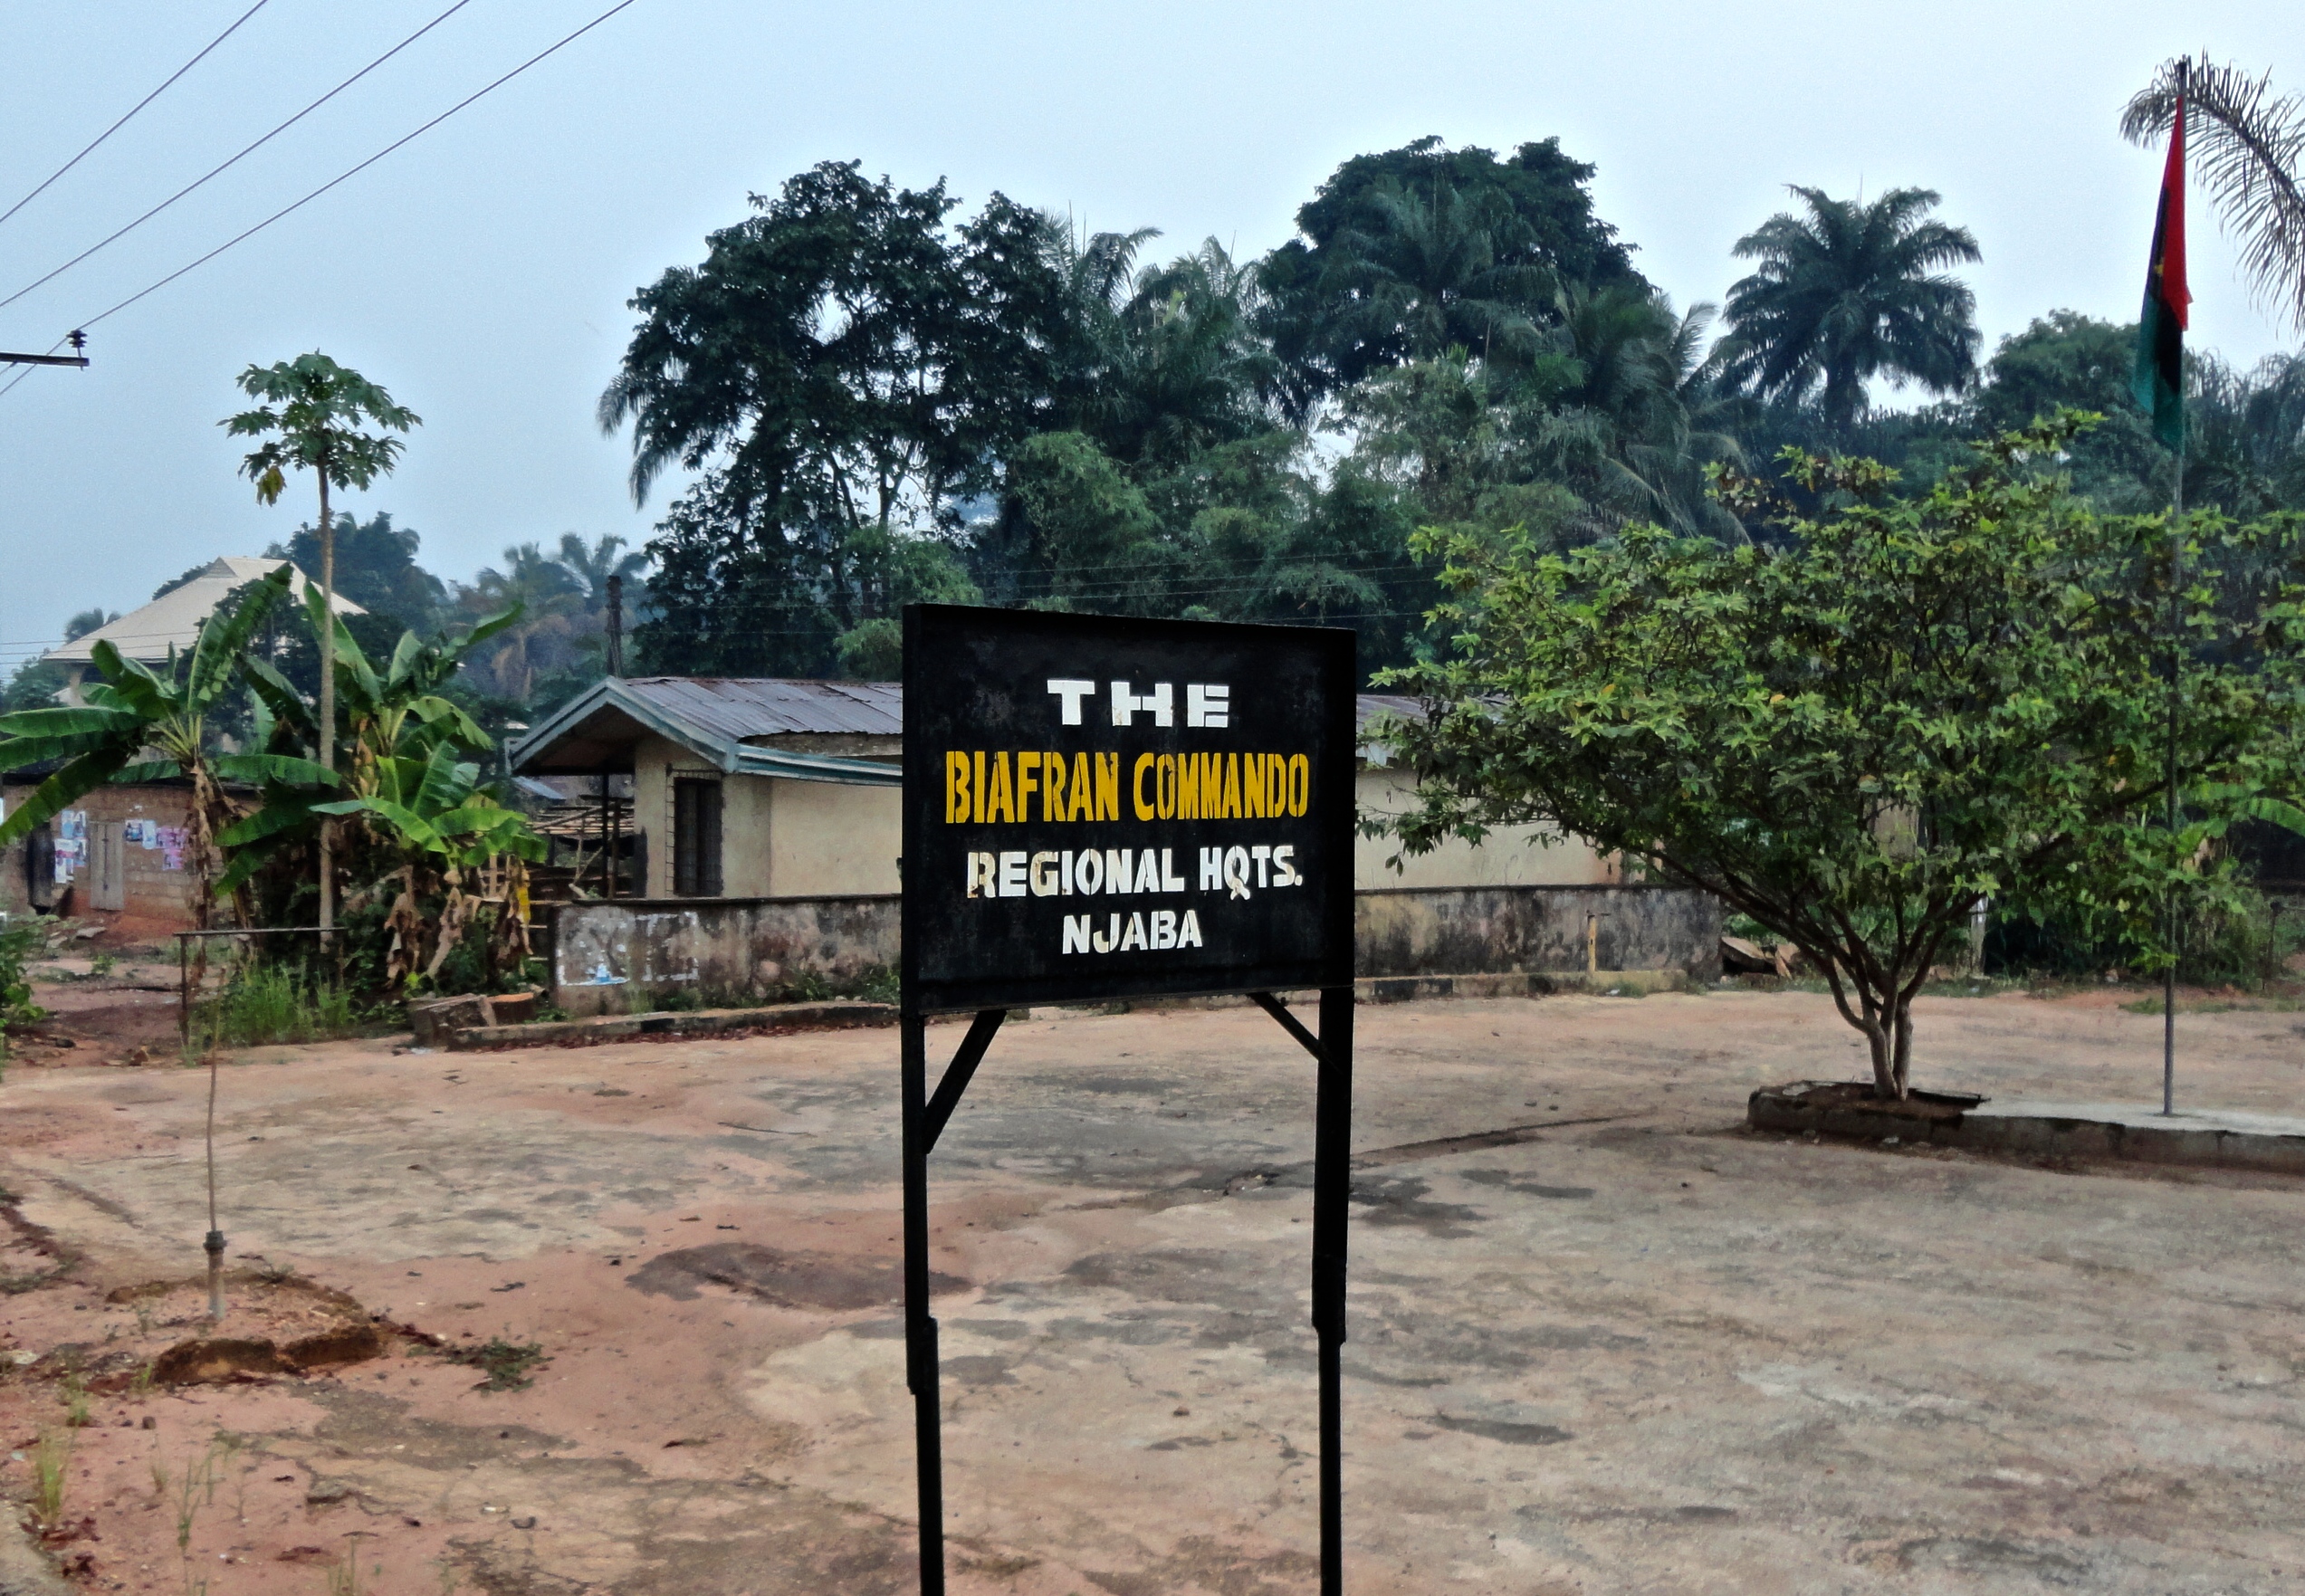 THE
BIAFRAN COMMANDO
REGIONAL HQTS.
NJABA